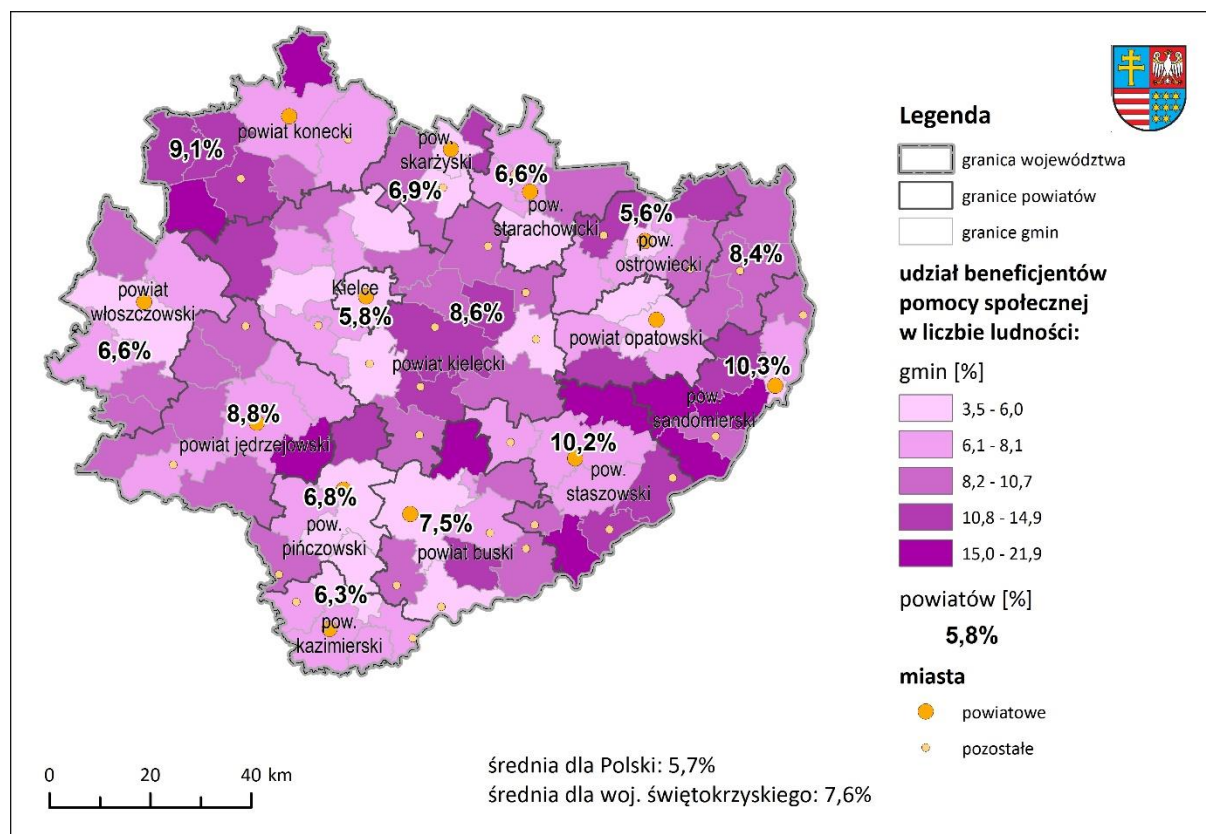 powiat konecki
9,1%
pow.
skarżyski
6,9%
6,6%
pow.
starachowicki
5,6%
pow.
ostrowiecki
8,4%
powiat
włoszczowski
6,6%
Kielce
5,8%
8,6%
powiat kielecki
powiat opatowski
10,3%
pow.
sandomierski
8,8%
powiat jędrzejowski
10,2%
pow.
staszowski
6,8%
pow.
pińczowski
7,5%
powiat buski
6,3%
pow.
kazimierski
Legenda
granica województwa
granice powiatów
granice gmin
udział beneficjentów
pomocy społecznej
w liczbie ludności:
gmin [%]
3,5 - 6,0
6,1 - 8,1
8,2 - 10,7
10,8 - 14,9
15,0 - 21,9
powiatów [%]
5,8%
miasta
powiatowe
pozostałe
0 20 40 km
średnia dla Polski: 5,7%
średnia dla woj. świętokrzyskiego: 7,6%